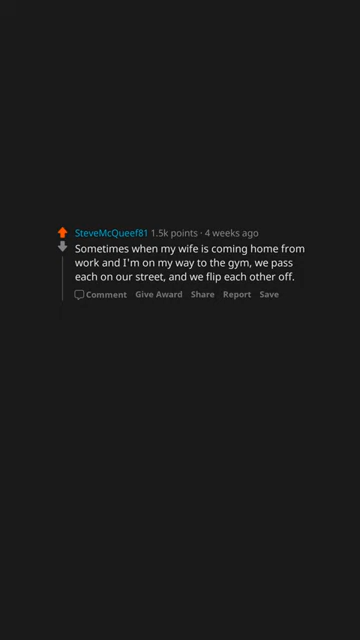 SteveMcQueef81 1.5k points · 4 weeks ago
Sometimes when my wife is coming home from
work and I'm on my way to the gym, we pass
each on our street, and we flip each other off.
Comment Give Award Share Report Save